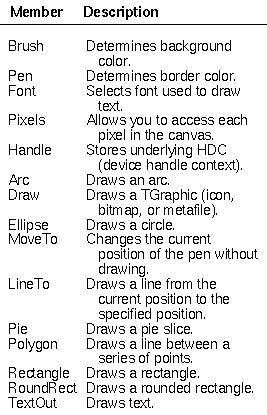 Member Description
Brush Determines background
color.
Pen Determines border color.
Font Selects font used to draw
text.
Pixels Allows you to access each
pixel in the canvas.
Handle Stores underlying HDC
(device handle context).
Arc Draws an arc.
Draw Draws a TGraphic (icon,
bitmap, or metafile).
Ellipse Draws a circle.
MoveTo Changes the current
position of the pen without
drawing.
LineTo Draws a line from the
current position to the
specified position.
Pie Draws a pie slice.
Polygon Draws a line between a
series of points.
Rectangle Draws a rectangle.
RoundRect Draws a rounded rectangle.
TextOut Draws text.